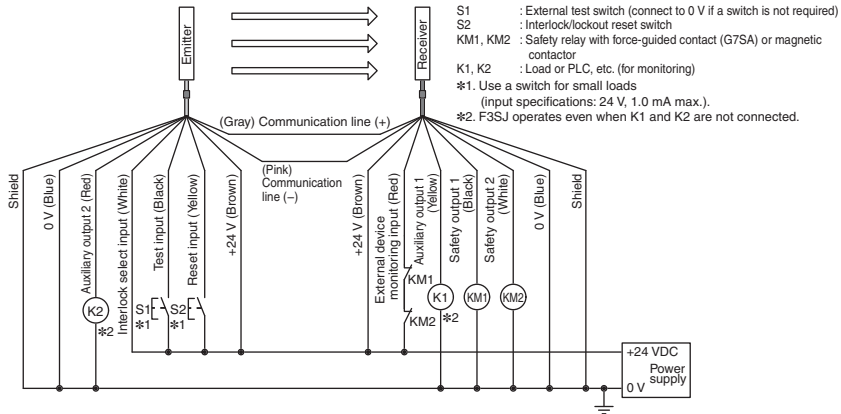 S1 : External test switch (connect to 0 V if a switch is not required)
S2 : Interlock/lockout reset switch
KM1, KM2 : Safety relay with force-guided contact (G7SA) or magnetic
contactor
K1, K2 : Load or PLC, etc. (for monitoring)
✻1. Use a switch for small loads
(input specifications: 24 V, 1.0 mA max.).
✻2. F3SJ operates even when K1 and K2 are not connected.
Emitter
Receiver
(Gray) Communication line (+)
(Pink)
Communication
line (−)
Shield
0 V (Blue)
Auxiliary output 2 (Red)
Interlock select input (White)
Test input (Black)
Reset input (Yellow)
+24 V (Brown)
+24 V (Brown)
External device
monitoring input (Red)
Auxiliary output 1
(Yellow)
Safety output 1
(Black)
Safety output 2
(White)
0 V (Blue)
Shield
K2
✻2
S1
✻1
S2
✻1
KM1
KM2
K1
✻2
KM1
KM2
+24 VDC
Power
supply
0 V